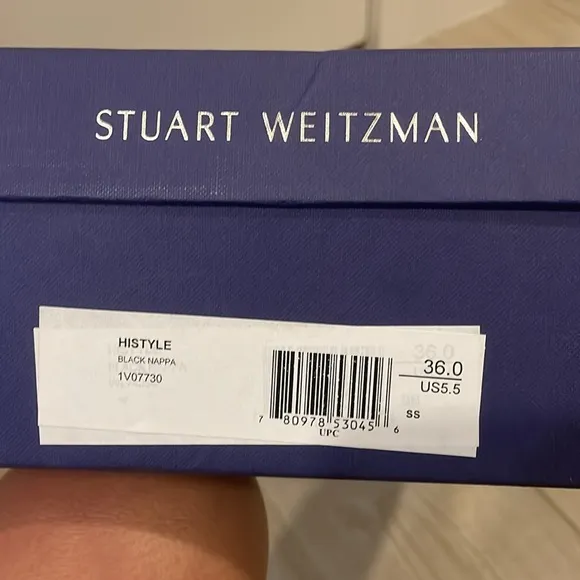 STUART WEITZMAN
HISTYLE
BLACK NAPPA
1V07730
36.0
US5.5
SS
7 80978 53045 6
UPC